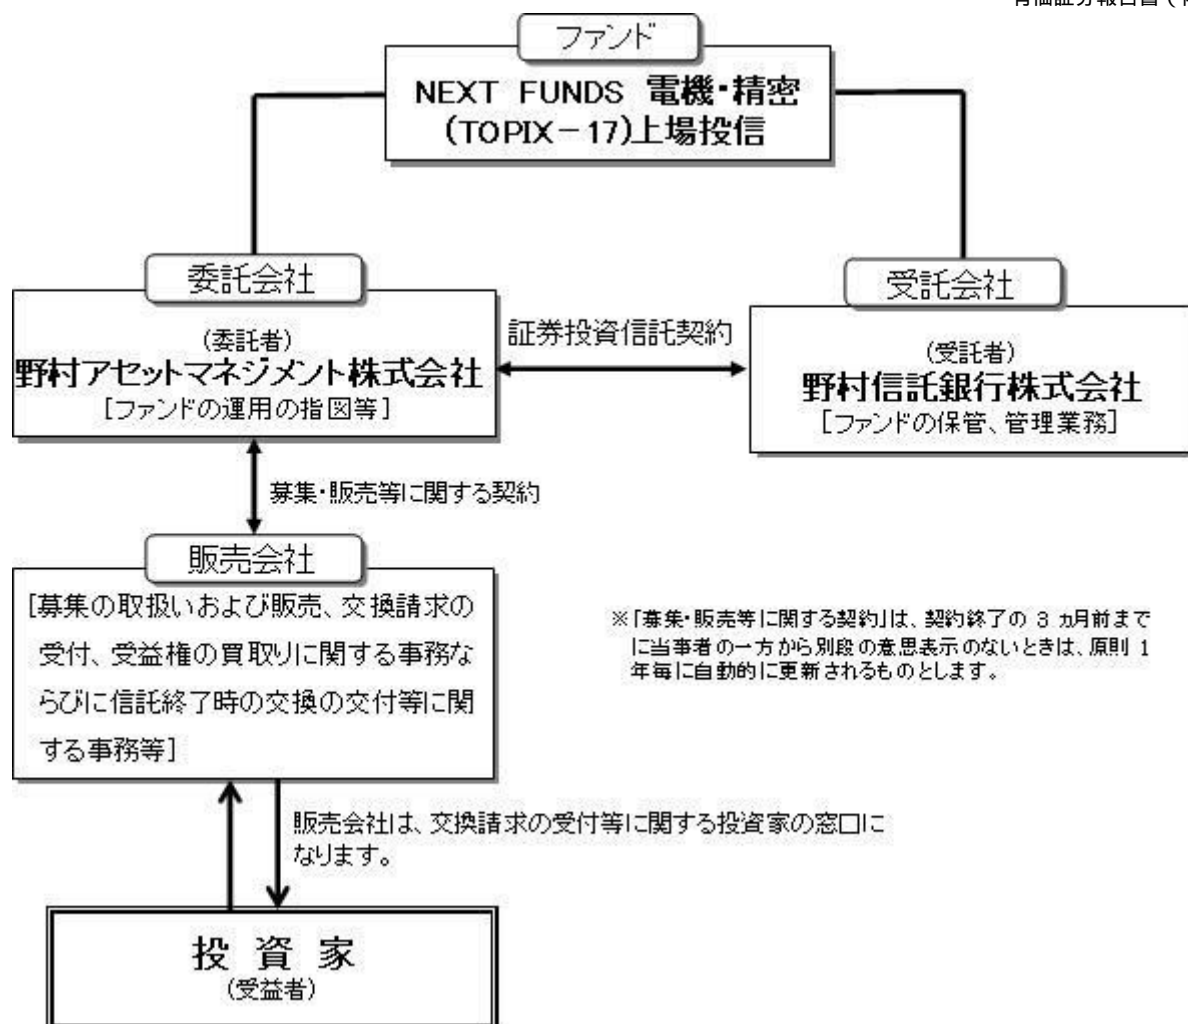 有価証券報告書(
ファンド
NEXT FUNDS 電機・精密
(TOPIX-17)上場投信
委託会社
(委託者)
野村アセットマネジメント株式会社
[ファンドの運用の指図等]
証券投資信託契約
受託会社
(受託者)
野村信託銀行株式会社
[ファンドの保管、管理業務]
募集・販売等に関する契約
販売会社
[募集の取扱いおよび販売、交換請求の
受付、受益権の買取りに関する事務な
らびに信託終了時の交換の交付等に関
する事務等]
※「募集・販売等に関する契約」は、契約終了の 3 ヵ月前まで
に当事者の一方から別段の意思表示のないときは、原則 1
年毎に自動的に更新されるものとします。
販売会社は、交換請求の受付等に関する投資家の窓口に
なります。
投 資 家
(受益者)